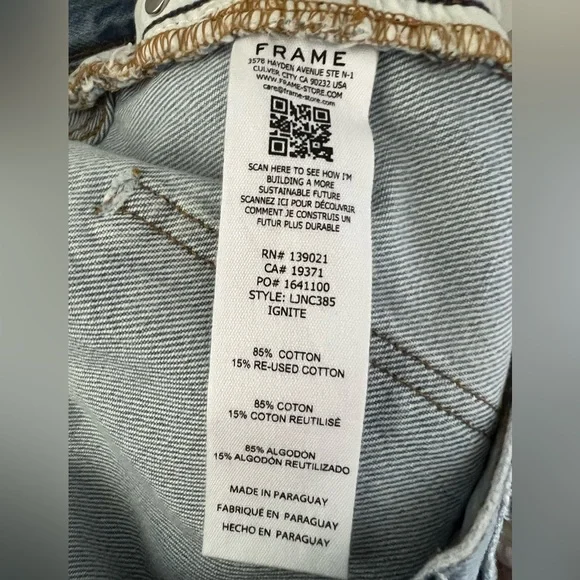 FRAME
3578 HAYDEN AVENUE STE N-1
CULVER CITY CA 90232 USA
WWW.FRAME-STORE.COM
care@frame-store.com
SCAN HERE TO SEE HOW I'M
BUILDING A MORE
SUSTAINABLE FUTURE
SCANNEZ ICI POUR DÉCOUVRIR
COMMENT JE CONSTRUIS UN
FUTUR PLUS DURABLE
RN# 139021
CA# 19371
PO# 1641100
STYLE: LJNC385
IGNITE
85% COTTON
15% RE-USED COTTON
85% COTON
15% COTON REUTILISÉ
85% ALGODÓN
15% ALGODÓN REUTILIZADO
MADE IN PARAGUAY
FABRIQUÉ EN PARAGUAY
HECHO EN PARAGUAY